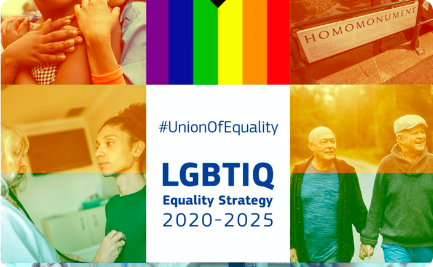 HOMOMONUMENT
#UnionOfEquality
LGBTIQ
Equality Strategy
2020-2025